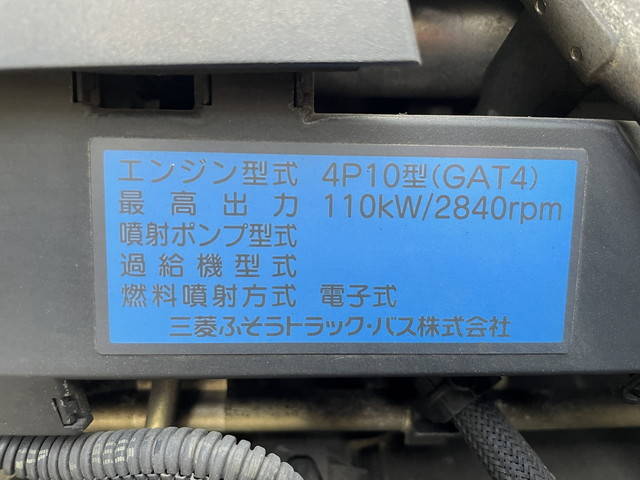 エンジン型式 4P10型(GAT4)
最高出力 110kW/2840rpm
噴射ポンプ型式
過給機型式
燃料噴射方式 電子式
三菱ふそうトラック・バス株式会社